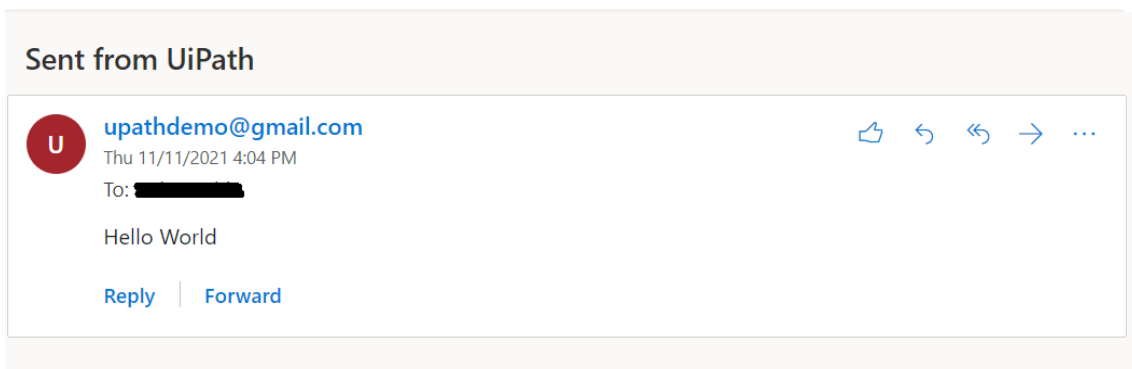 Sent from UiPath
U
upathdemo@gmail.com
Thu 11/11/2021 4:04 PM
To:
Hello World
Reply
Forward